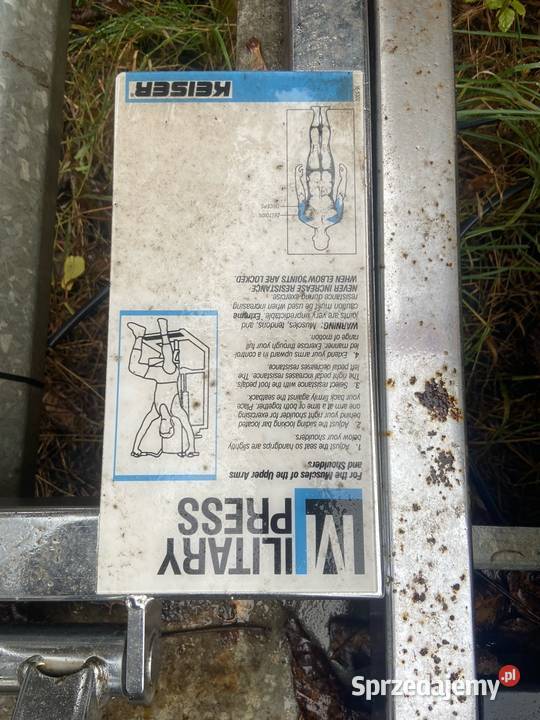 MILITARY
PRESS
For the Muscles of the Upper Arms
and Shoulders
1. Adjust the seat so handgrips are slightly
below your shoulders.
2. Adjust the sliding locking bar located
behind your right shoulder for exercising
one arm at a time or both together. Place
your back firmly against the seatback.
3. Select resistance with the foot pedals.
The right pedal increases resistance. The
left pedal decreases resistance.
4. Extend your arms upward in a control-
led manner. Exercise through your full
range of motion.
WARNING: Muscles, tendons, and
joints are very unpredictable. Extreme
caution must be used when increasing
resistance during exercise.
NEVER INCREASE RESISTANCE
WHEN ELBOW JOINTS ARE LOCKED.
DELTOIDS
TRICEPS
KEISER
Sprzedajemy.pl